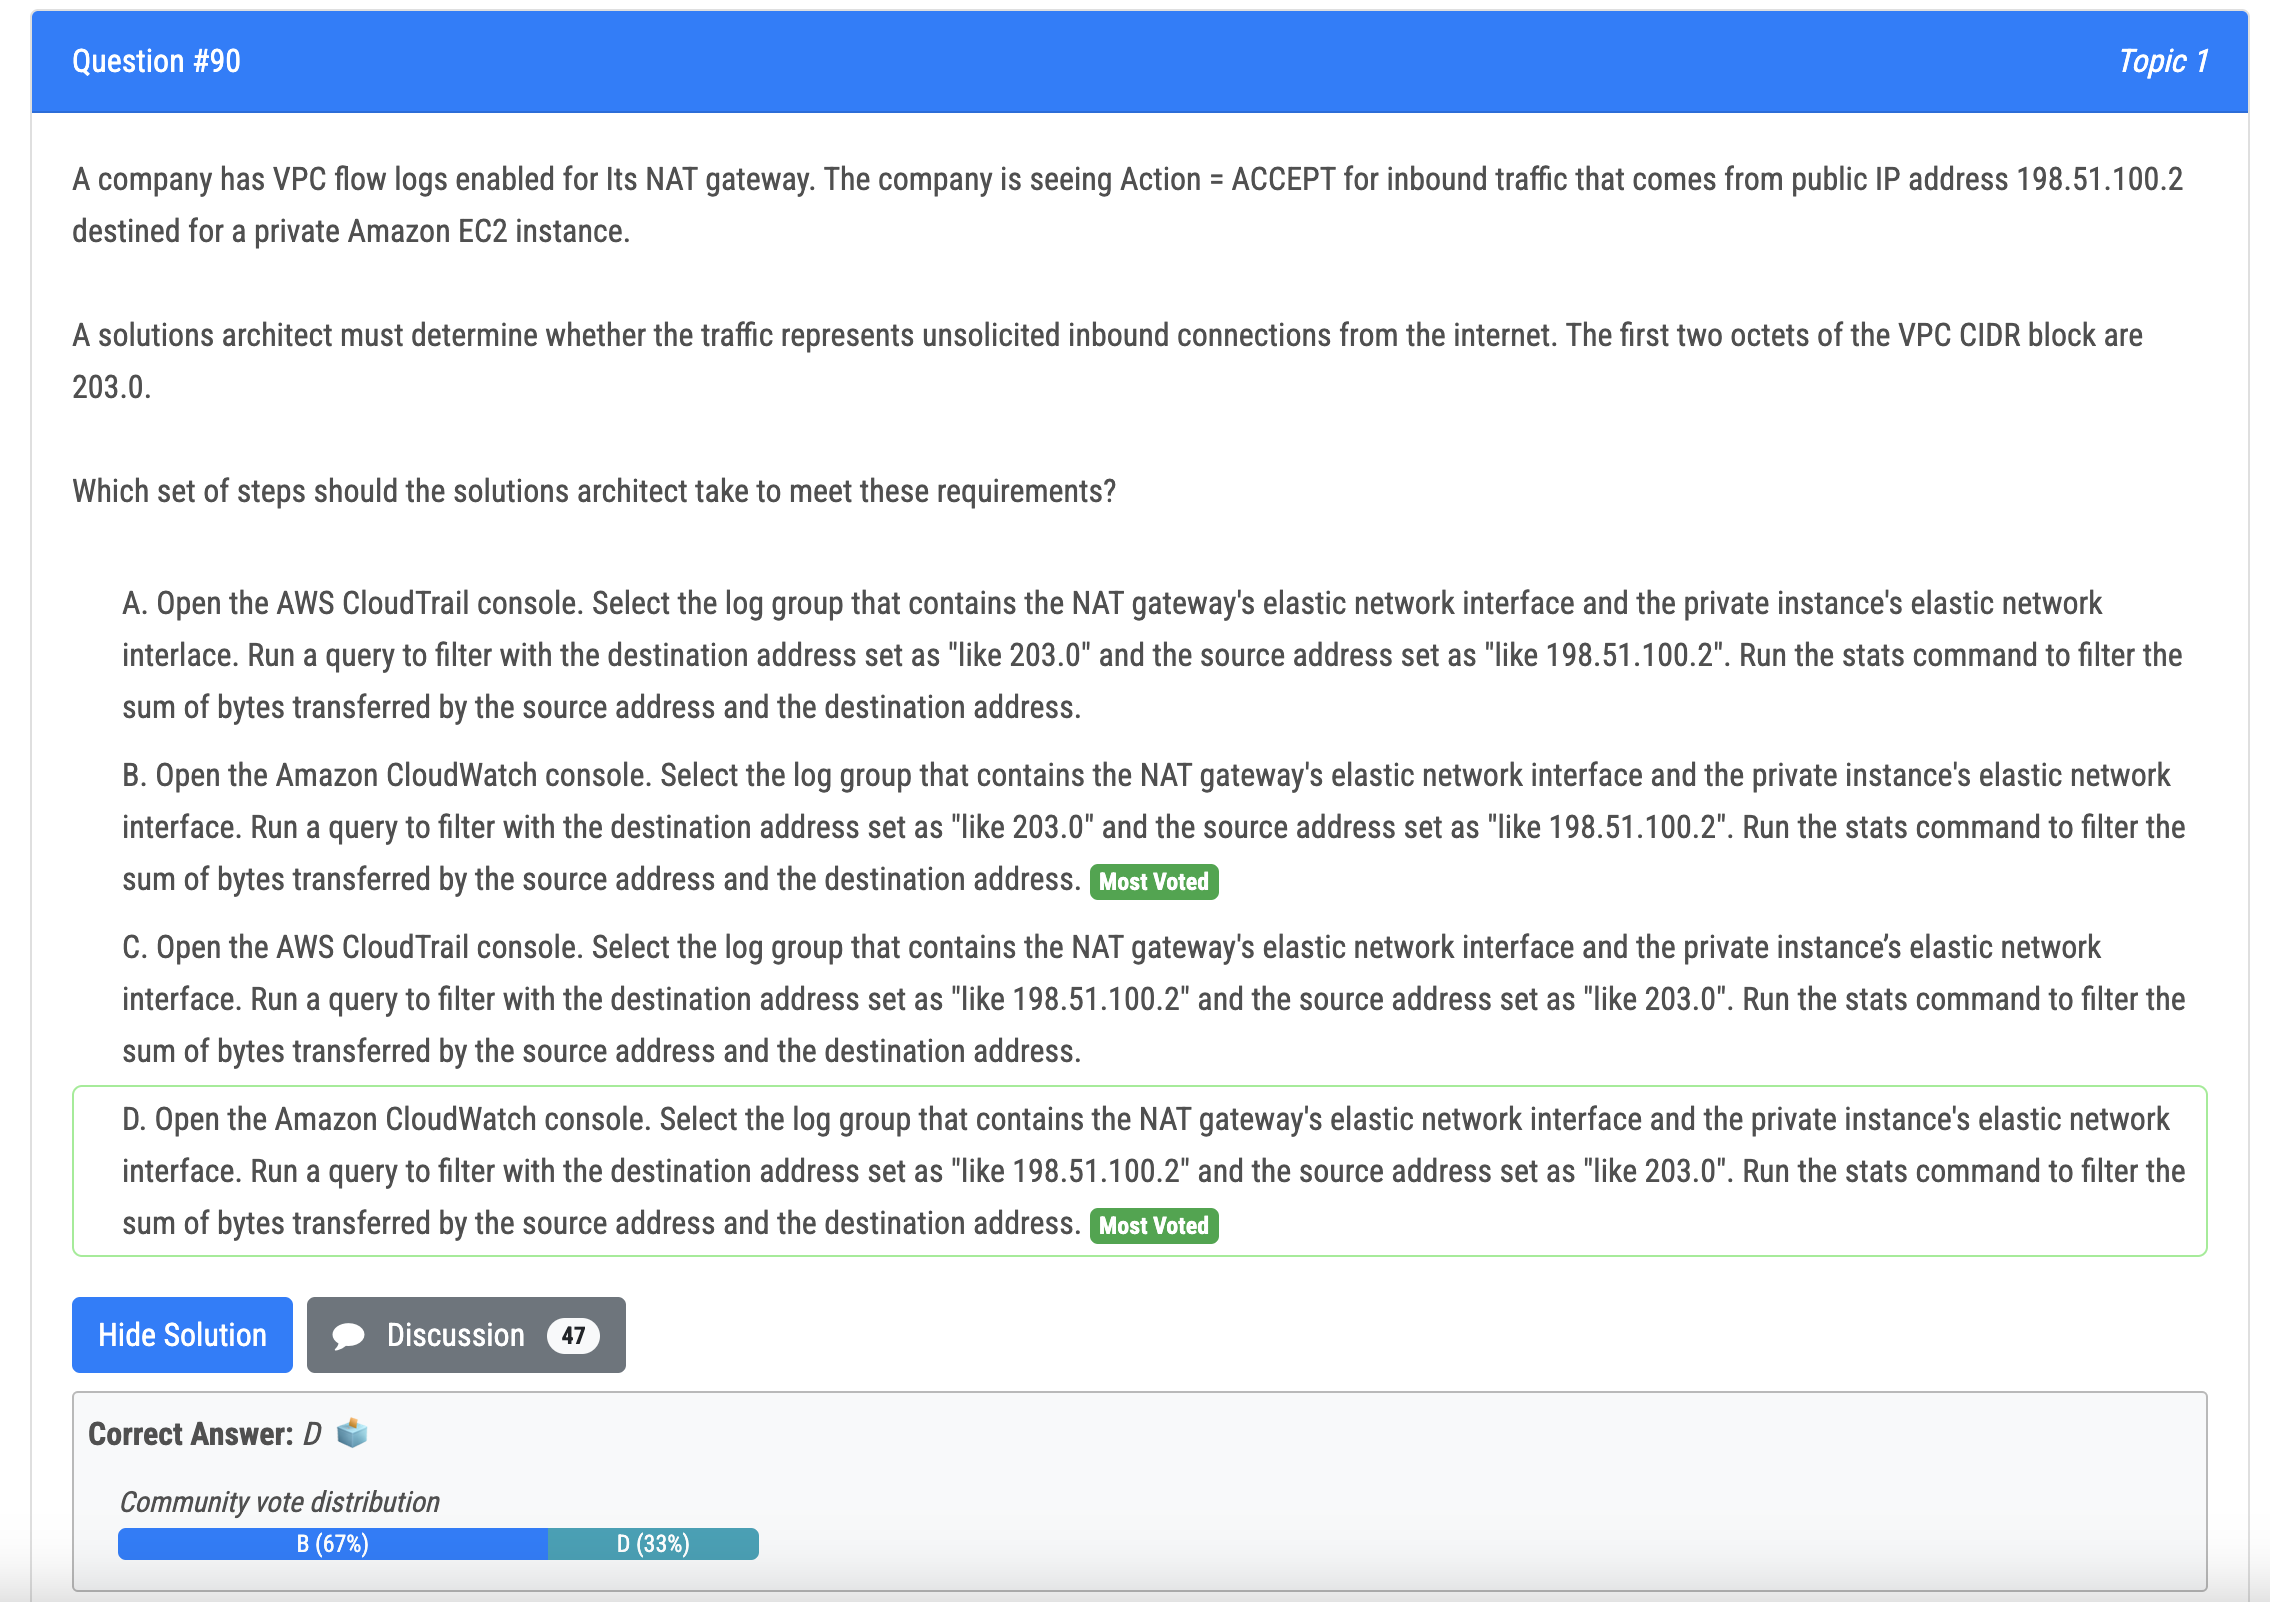 Question #90
Topic 1
A company has VPC flow logs enabled for Its NAT gateway. The company is seeing Action = ACCEPT for inbound traffic that comes from public IP address 198.51.100.2
destined for a private Amazon EC2 instance.
A solutions architect must determine whether the traffic represents unsolicited inbound connections from the internet. The first two octets of the VPC CIDR block are
203.0.
Which set of steps should the solutions architect take to meet these requirements?
A. Open the AWS CloudTrail console. Select the log group that contains the NAT gateway's elastic network interface and the private instance's elastic network
interlace. Run a query to filter with the destination address set as "like 203.0" and the source address set as "like 198.51.100.2". Run the stats command to filter the
sum of bytes transferred by the source address and the destination address.
B. Open the Amazon CloudWatch console. Select the log group that contains the NAT gateway's elastic network interface and the private instance's elastic network
interface. Run a query to filter with the destination address set as "like 203.0" and the source address set as "like 198.51.100.2". Run the stats command to filter the
sum of bytes transferred by the source address and the destination address. Most Voted
C. Open the AWS CloudTrail console. Select the log group that contains the NAT gateway's elastic network interface and the private instance’s elastic network
interface. Run a query to filter with the destination address set as "like 198.51.100.2" and the source address set as "like 203.0". Run the stats command to filter the
sum of bytes transferred by the source address and the destination address.
D. Open the Amazon CloudWatch console. Select the log group that contains the NAT gateway's elastic network interface and the private instance's elastic network
interface. Run a query to filter with the destination address set as "like 198.51.100.2" and the source address set as "like 203.0". Run the stats command to filter the
sum of bytes transferred by the source address and the destination address. Most Voted
Hide Solution
Discussion 47
Correct Answer: D
Community vote distribution
B (67%)
D (33%)